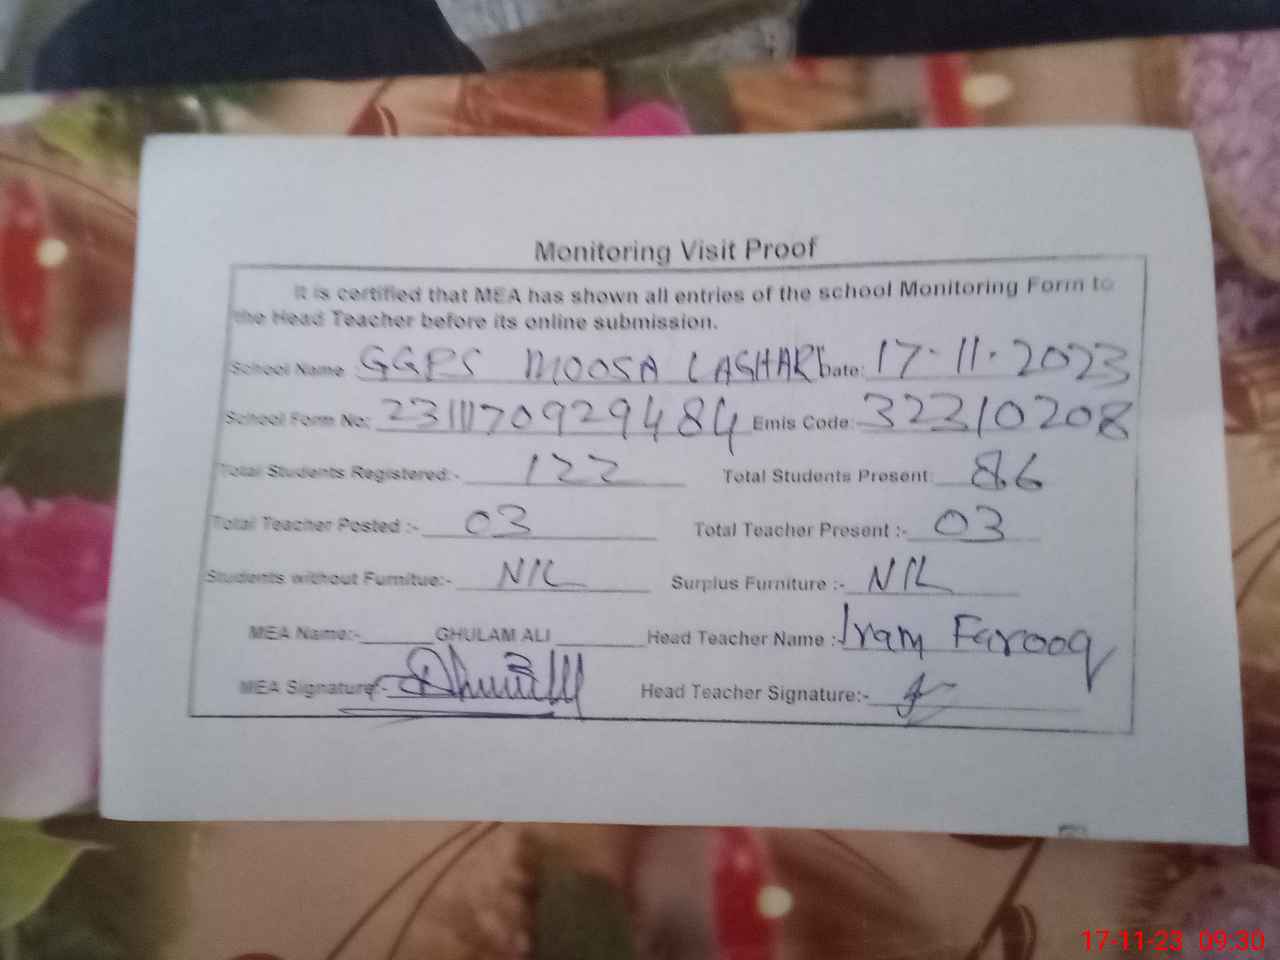 Monitoring Visit Proof
It is certified that MEA has shown all entries of the school Monitoring Form to
the Head Teacher before its online submission.
School Name GGPS MOOSA LASHARI Date: 17-11-2023
School Form No: 231117092948 4 Emis Code:- 32310208
Total Students Registered:- 122 Total Students Present: 86
Total Teacher Posted :- 03 Total Teacher Present :- 03
Students without Furnitue:- NIL Surplus Furniture :- NIL
MEA Name:- GHULAM ALI Head Teacher Name :- Iram Farooq
MEA Signature:- Head Teacher Signature:-
17-11-23 09:30